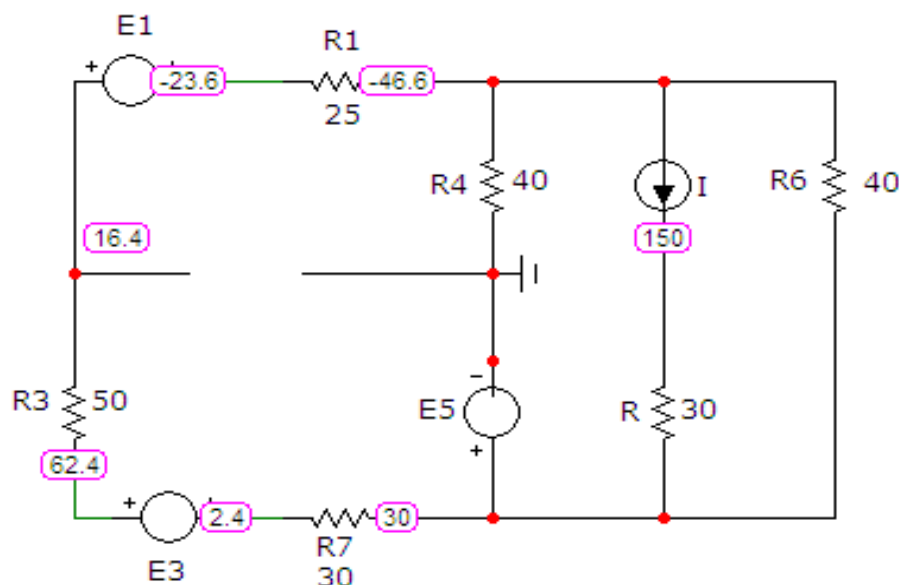 E1
R1
+ -23.6 +
-46.6
25
R4 40
I
R6 40
16.4
150
R3 50
-
E5
R 30
+
62.4
+ + 2.4
30
R7
E3
30